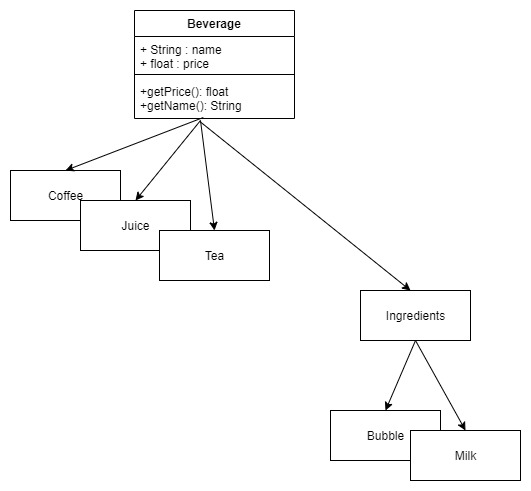 Beverage
+ String : name
+ float : price
+getPrice(): float
+getName(): String
Coffee
Juice
Tea
Ingredients
Bubble
Milk